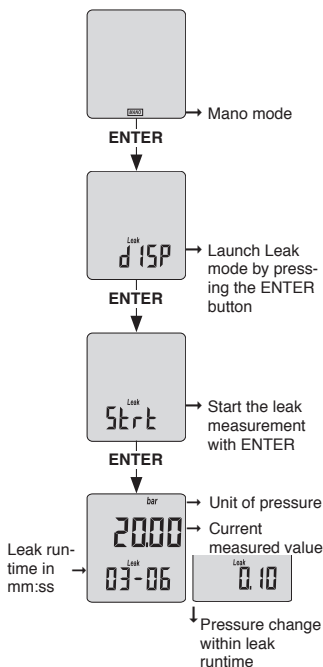 MANO
Mano mode
ENTER
Leak
d ISP
Launch Leak
mode by press-
ing the ENTER
button
ENTER
Leak
Strt
Start the leak
measurement
with ENTER
ENTER
bar
Unit of pressure
20.00
Current
measured value
Leak run-
time in
mm:ss
Leak
03-06
Leak
0.10
Pressure change
within leak
runtime